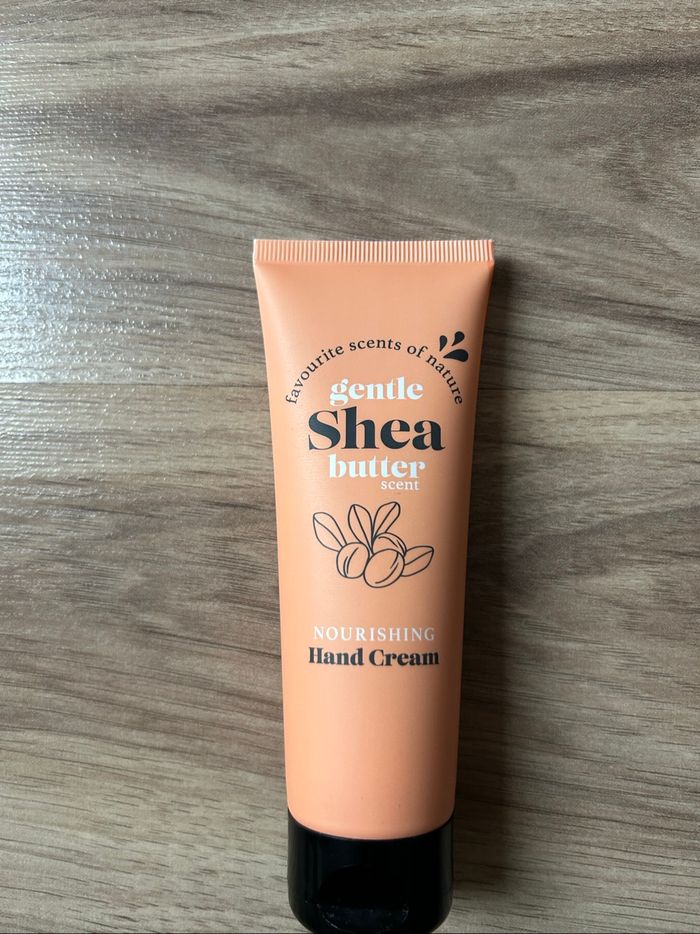 favourite scents of nature
gentle
Shea
butter
scent
NOURISHING
Hand Cream